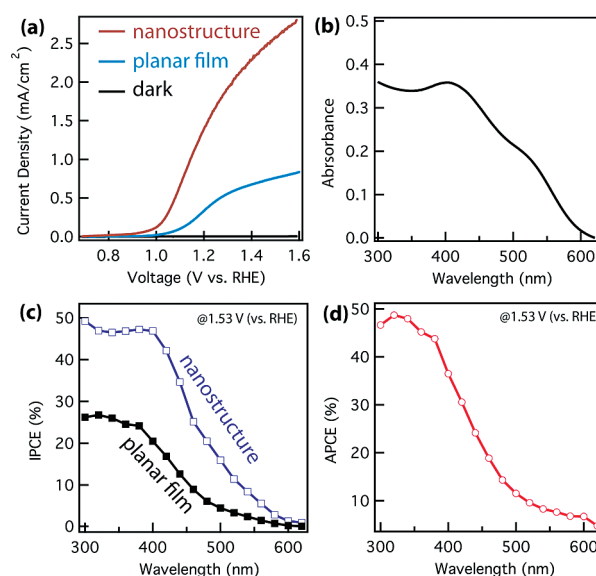 (a)
nanostructure
planar film
dark
2.5
2.0
1.5
1.0
0.5
0.0
Current Density (mA/cm²)
0.8 1.0 1.2 1.4 1.6
Voltage (V vs. RHE)
(b)
0.5
0.4
0.3
0.2
0.1
0.0
Abrsorbance
300 400 500 600
Wavelength (nm)
(c)
@1.53 V (vs. RHE)
nanostructure
planar film
50
40
30
20
10
0
IPCE (%)
300 400 500 600
Wavelength (nm)
(d)
@1.53 V (vs. RHE
50
40
30
20
10
APCE (%)
300 400 500 600
Wavelength (nm)